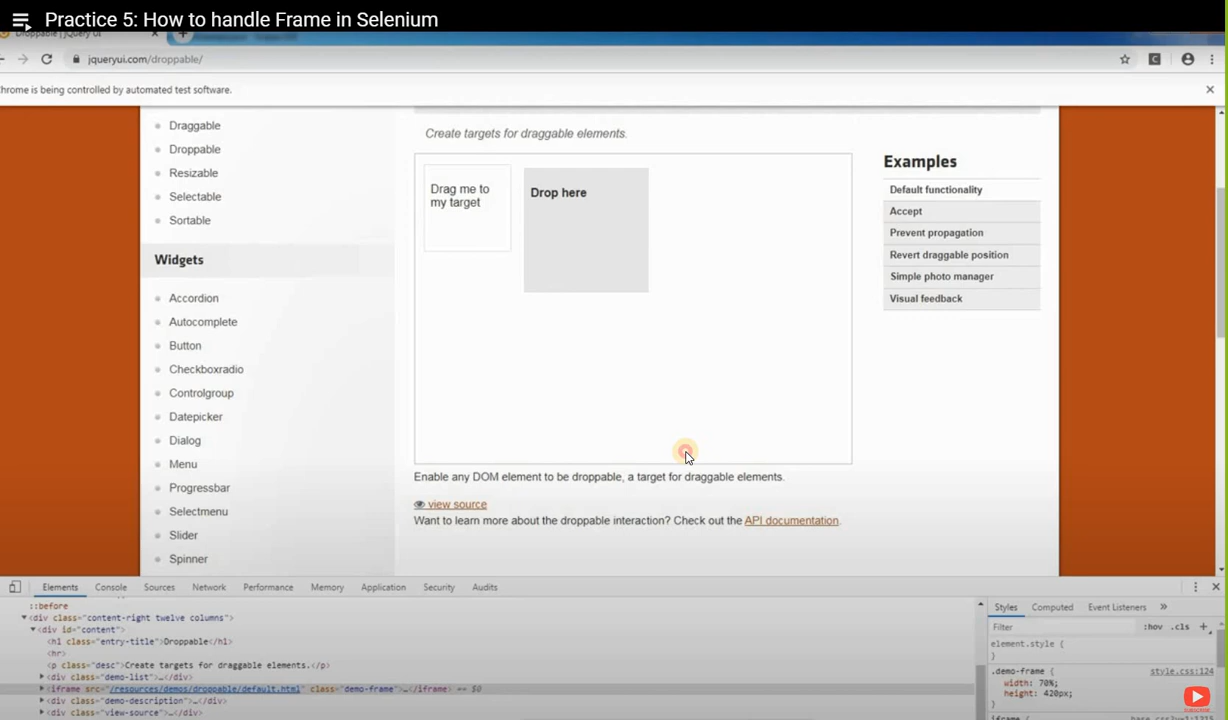 Practice 5: How to handle Frame in Selenium
Droppable | jQuery UI
jqueryui.com/droppable/
hrome is being controlled by automated test software.
Draggable
Droppable
Resizable
Selectable
Sortable
Widgets
Accordion
Autocomplete
Button
Checkboxradio
Controlgroup
Datepicker
Dialog
Menu
Progressbar
Selectmenu
Slider
Spinner
Create targets for draggable elements.
Drag me to
my target
Drop here
Enable any DOM element to be droppable, a target for draggable elements.
view source
Want to learn more about the droppable interaction? Check out the API documentation.
Examples
Default functionality
Accept
Prevent propagation
Revert draggable position
Simple photo manager
Visual feedback
Elements Console Sources Network Performance Memory Application Security Audits
::before
<div class="content-right twelve columns">
<div id="content">
<h1 class="entry-title">Droppable</h1>
<hr>
<p class="desc">Create targets for draggable elements.</p>
<div class="demo-list">…</div>
<iframe src="/resources/demos/droppable/default.html" class="demo-frame">…</iframe> == $0
<div class="demo-description">…</div>
<div class="view-source">…</div>
Styles Computed Event Listeners »
Filter :hov .cls +
element.style {
}
.demo-frame { style.css:124
width: 70%;
height: 420px;
}
iframe {
SUBSCRIBE